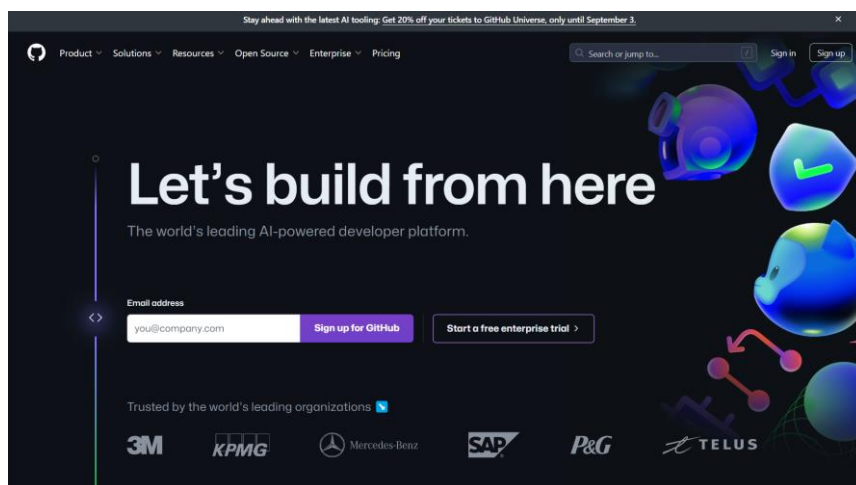 Stay ahead with the latest AI tooling: Get 20% off your tickets to GitHub Universe, only until September 3.
Product Solutions Resources Open Source Enterprise Pricing Search or jump to... / Sign in Sign up
Let's build from here
The world's leading AI-powered developer platform.
Email address
you@company.com Sign up for GitHub Start a free enterprise trial
Trusted by the world's leading organizations
3M KPMG Mercedes-Benz SAP P&G TELUS